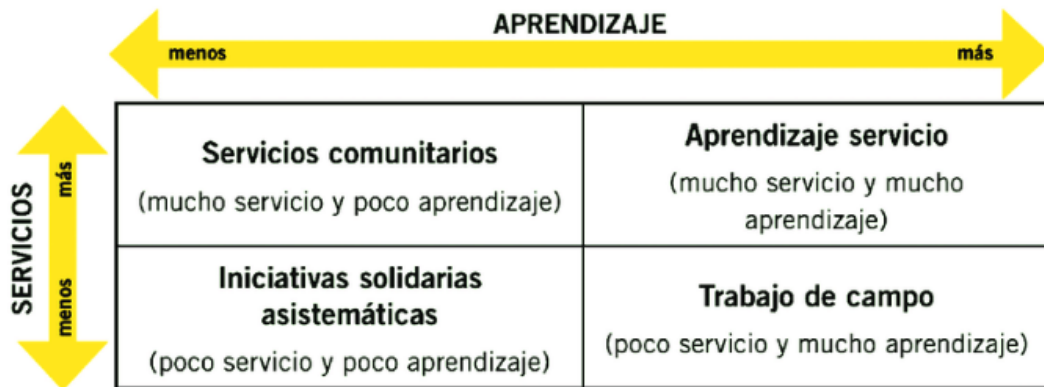 APRENDIZAJE
menos
más
SERVICIOS
más
menos
Servicios comunitarios
(mucho servicio y poco aprendizaje)
Aprendizaje servicio
(mucho servicio y mucho
aprendizaje)
Iniciativas solidarias
asistemáticas
(poco servicio y poco aprendizaje)
Trabajo de campo
(poco servicio y mucho aprendizaje)